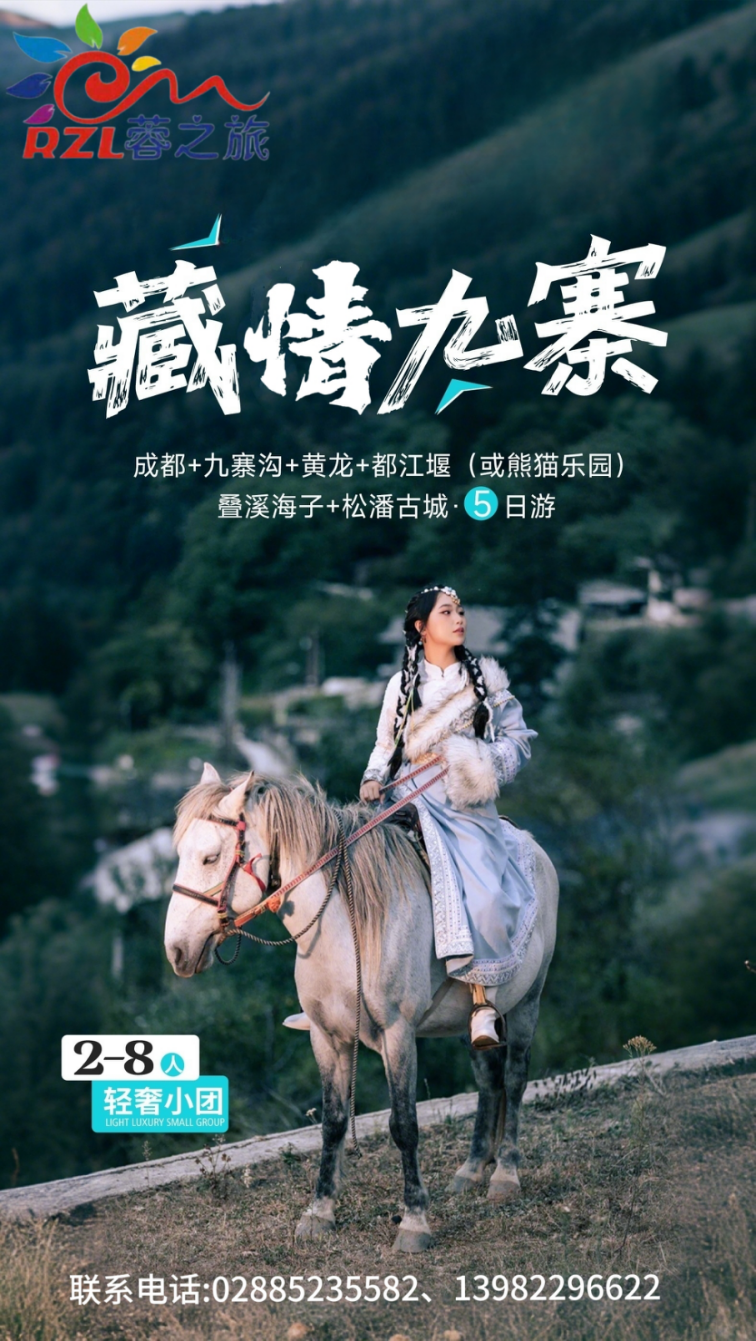 RZL蓉之旅
藏情九寨
成都+九寨沟+黄龙+都江堰（或熊猫乐园）
叠溪海子+松潘古城·5日游
2-8人
轻奢小团
LIGHT LUXURY SMALL GROUP
联系电话:02885235582、13982296622